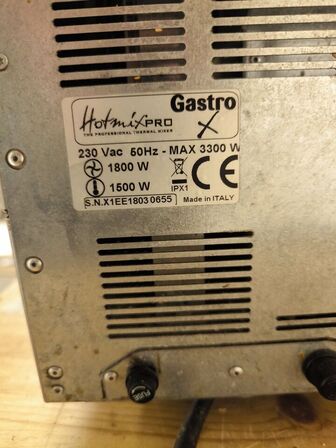 HotmixPRO
THE PROFESSIONAL THERMAL MIXER
Gastro
X
230 Vac 50Hz - MAX 3300 W
1800 W
1500 W
IPX1
CE
S.N.X1EE1803 0655
Made in ITALY
FUSE